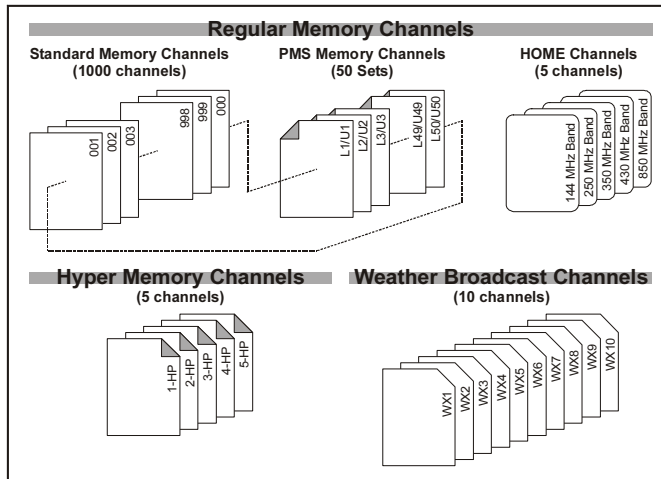 Regular Memory Channels
Standard Memory Channels
(1000 channels)
PMS Memory Channels
(50 Sets)
HOME Channels
(5 channels)
001
002
003
998
999
000
L1/U1
L2/U2
L3/U3
L49/U49
L50/U50
144 MHz Band
250 MHz Band
350 MHz Band
430 MHz Band
850 MHz Band
Hyper Memory Channels
(5 channels)
1-HP
2-HP
3-HP
4-HP
5-HP
Weather Broadcast Channels
(10 channels)
WX1
WX2
WX3
WX4
WX5
WX6
WX7
WX8
WX9
WX10